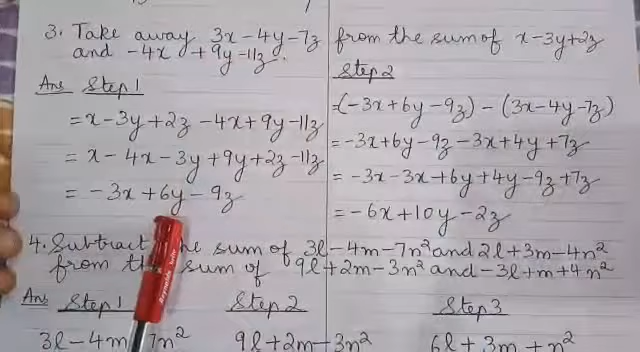 3. Take away 3x-4y-7z from the sum of x-3y+2z
and -4x+9y-11z.
Ans Step 1
= x-3y+2z-4x+9y-11z
= x-4x-3y+9y+2z-11z
= -3x+6y-9z
Step 2
=(-3x+6y-9z)-(3x-4y-7z)
=-3x+6y-9z-3x+4y+7z
= -3x-3x+6y+4y-9z+7z
= -6x+10y-2z
4. Subtract the sum of 3l-4m-7n² and 2l+3m-4n²
from the sum of 9l+2m-3n² and -3l+m+4n²
Ans Step 1 Step 2 Step 3
3l-4m 7n² 9l+2m-3n² 6l+3m+n²